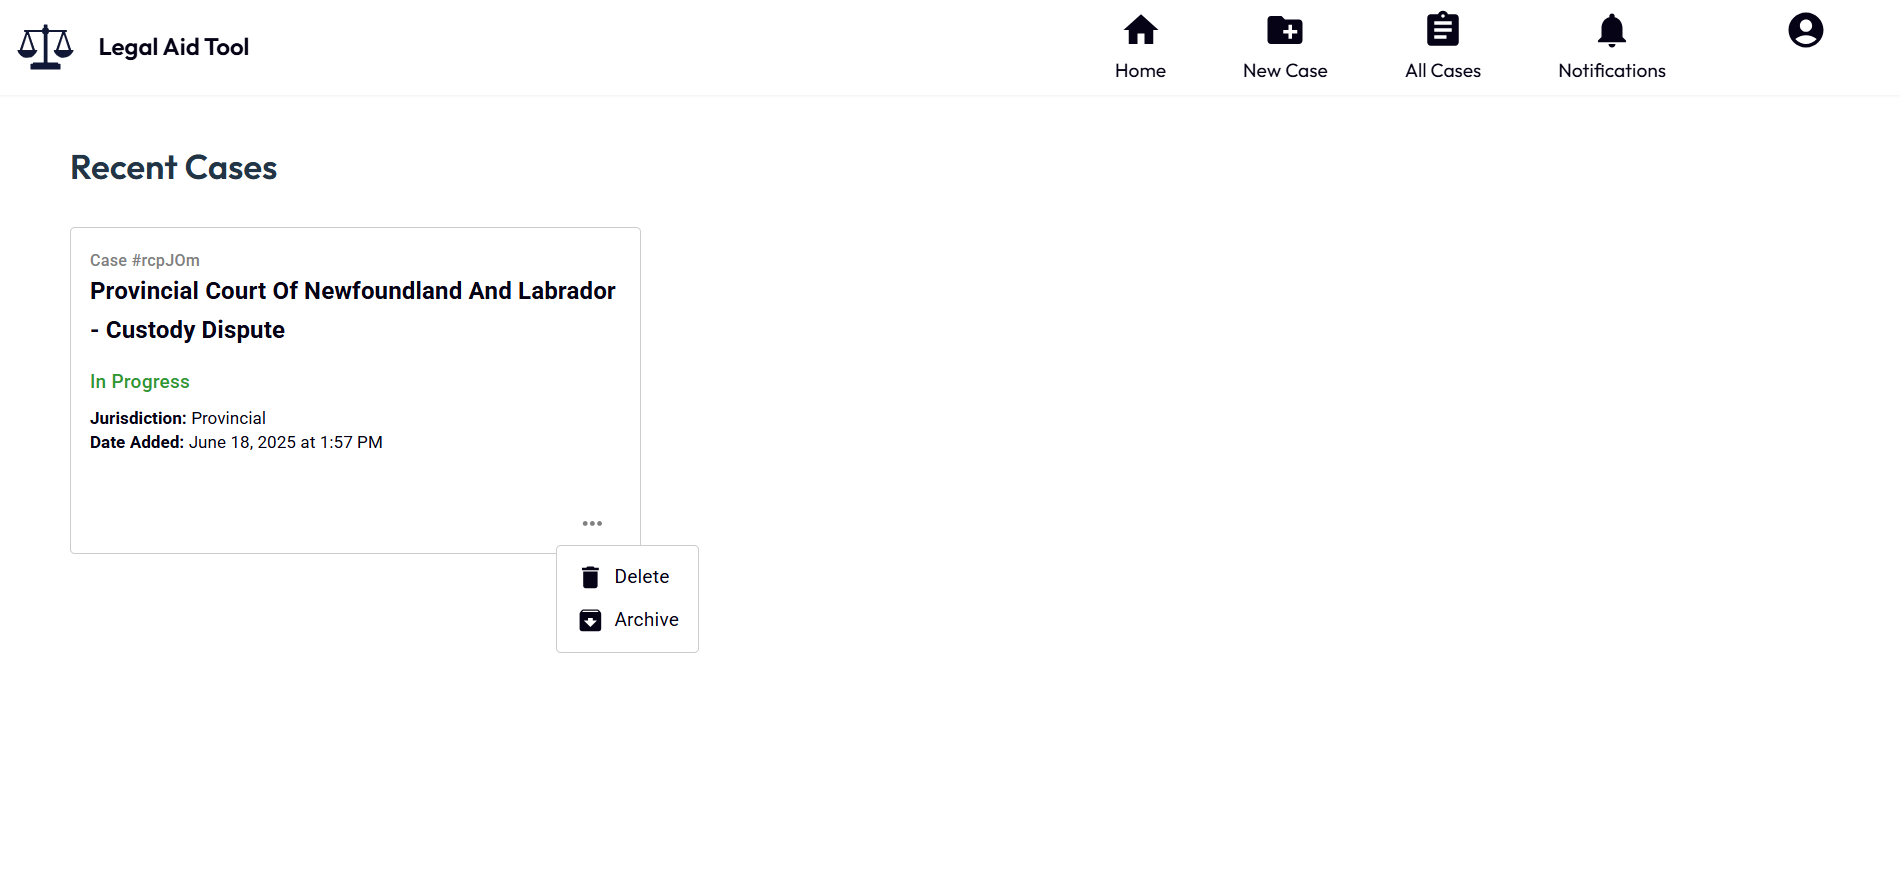 Legal Aid Tool
Home
New Case
All Cases
Notifications
Recent Cases
Case #rcpJOm
Provincial Court Of Newfoundland And Labrador
- Custody Dispute
In Progress
Jurisdiction: Provincial
Date Added: June 18, 2025 at 1:57 PM
Delete
Archive